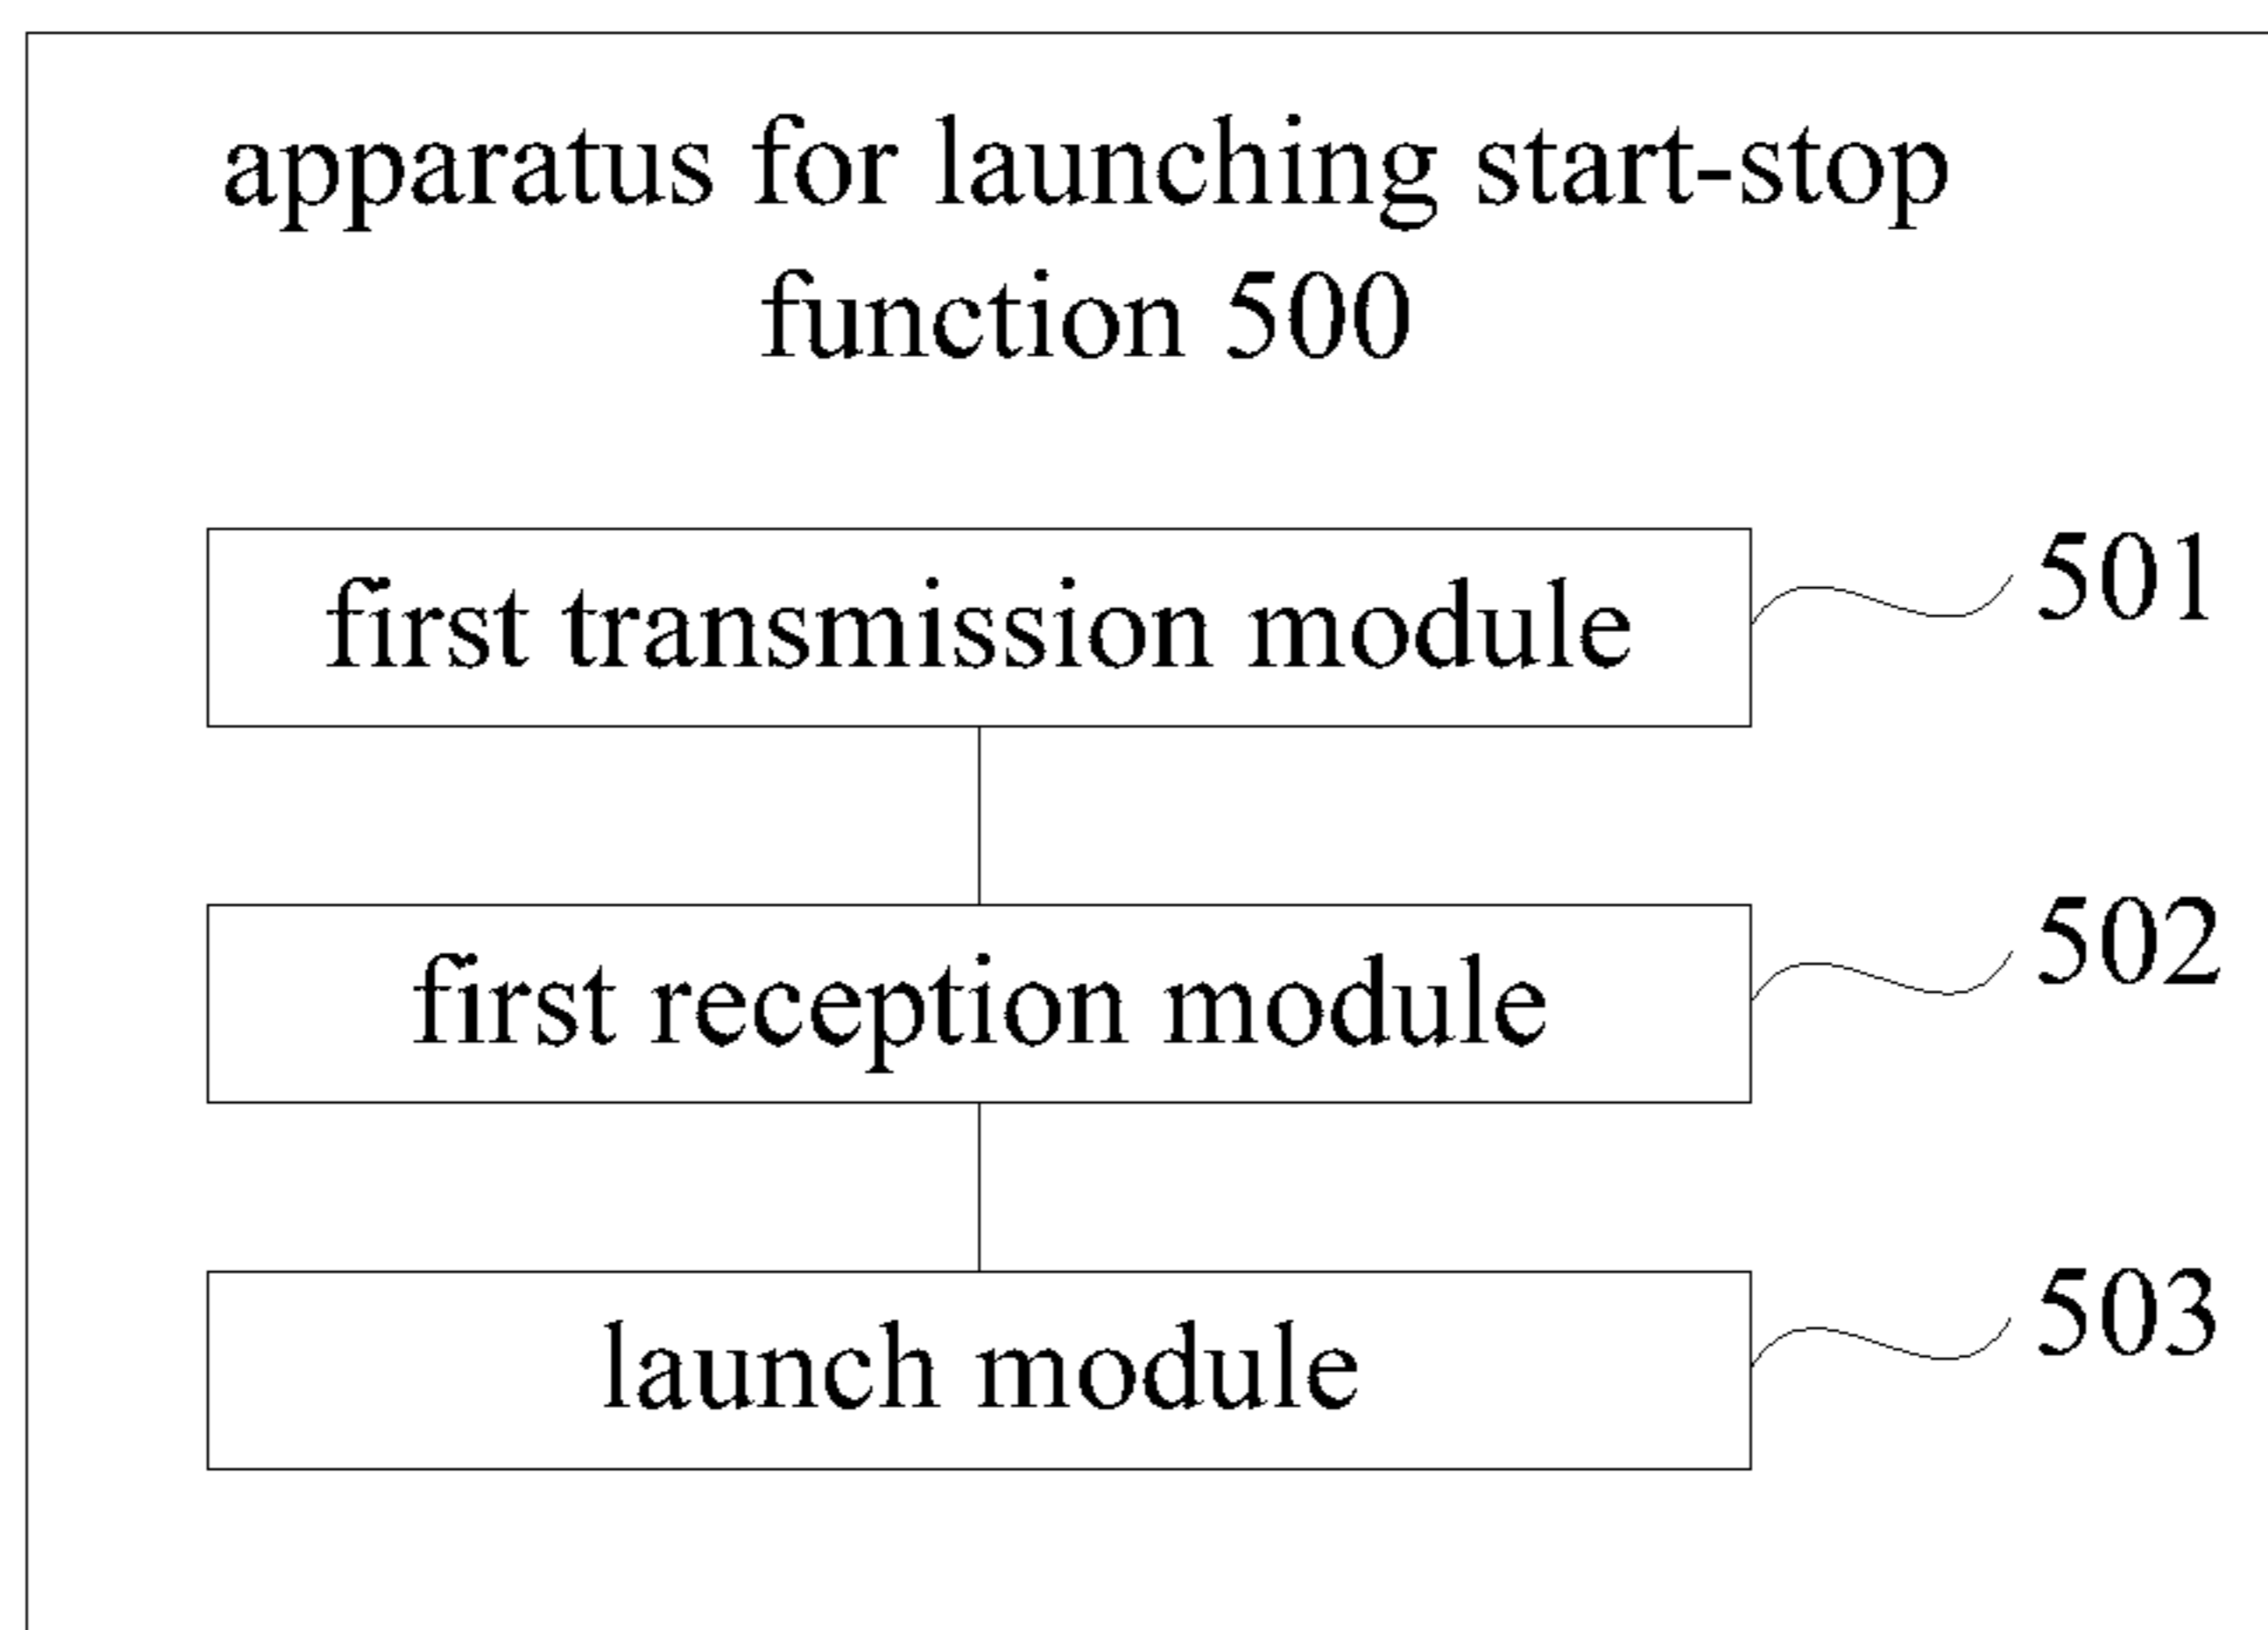 apparatus for launching start-stop
function 500
first transmission module
501
first reception module
502
launch module
503